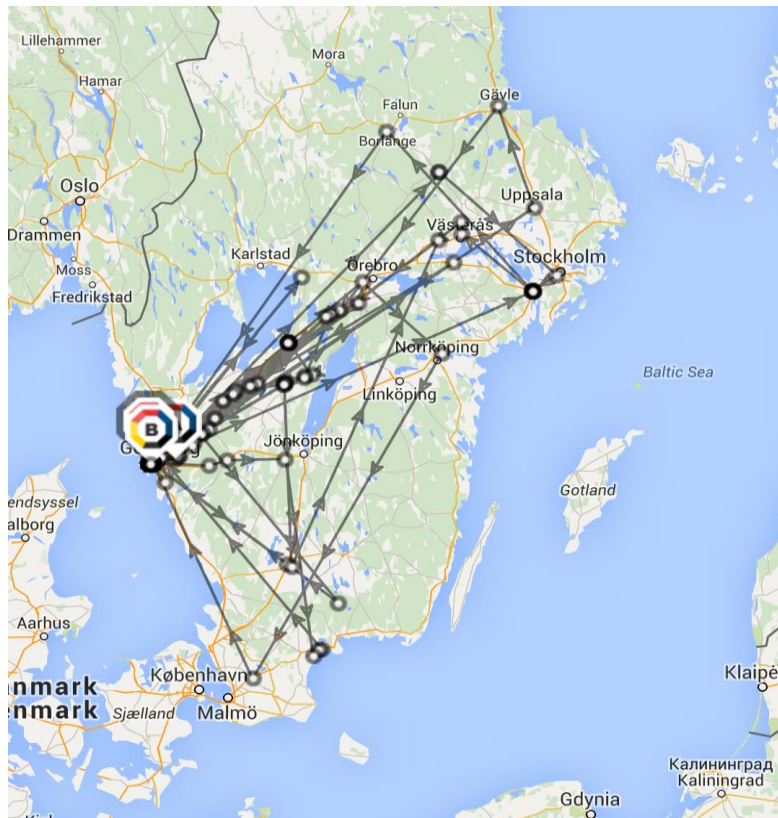 Lillehammer
Mora
Hamar
Falun
Gävle
Borlänge
Oslo
Uppsala
Drammen
Västerås
Karlstad
Stockholm
Moss
Örebro
Fredrikstad
Norrköping
Baltic Sea
Linköping
B
Jönköping
Gotland
endsyssel
alborg
Aarhus
København
nmark
enmark
Sjælland
Malmö
Klaipė
Калининград
Kaliningrad
Gdynia